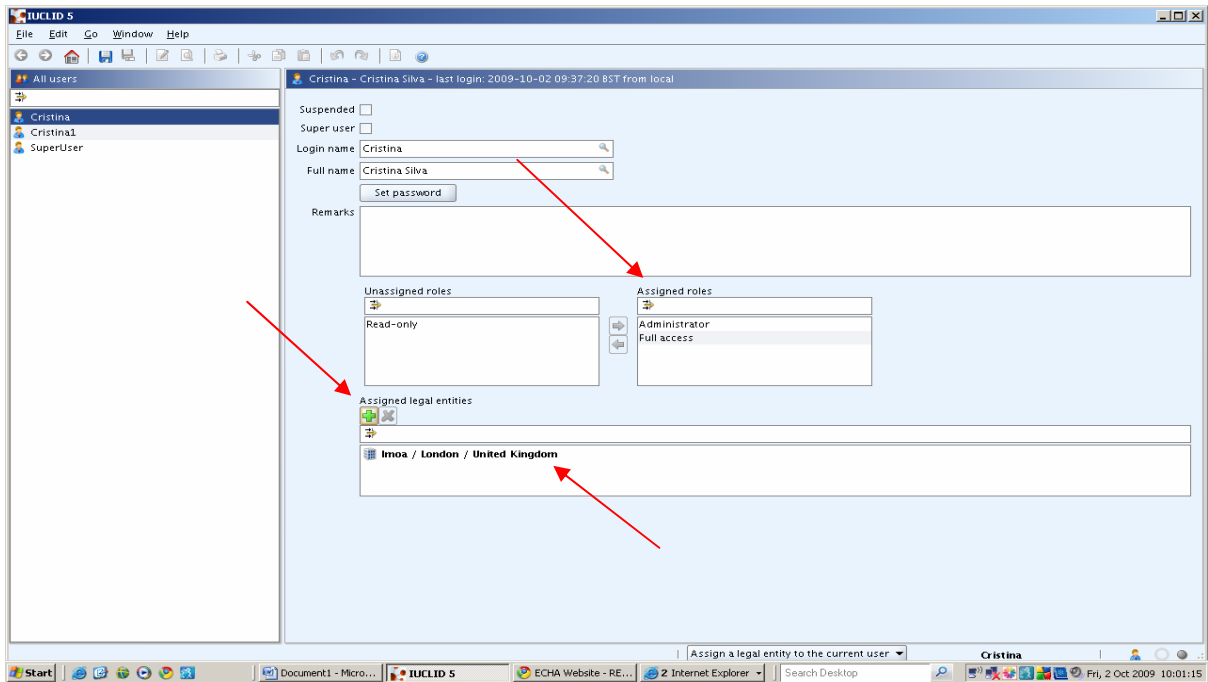 IUCLID 5
File Edit Go Window Help
All users
Cristina – Cristina Silva – last login: 2009-10-02 09:37:20 BST from local
Cristina
Cristina1
SuperUser
Suspended
Super user
Login name Cristina
Full name Cristina Silva
Set password
Remarks
Unassigned roles Assigned roles
Read-only Administrator
Full access
Assigned legal entities
Imoa / London / United Kingdom
Assign a legal entity to the current user Cristina
Start Document1 - Micro... IUCLID 5 ECHA Website - RE... 2 Internet Explorer Search Desktop Fri, 2 Oct 2009 10:01:15